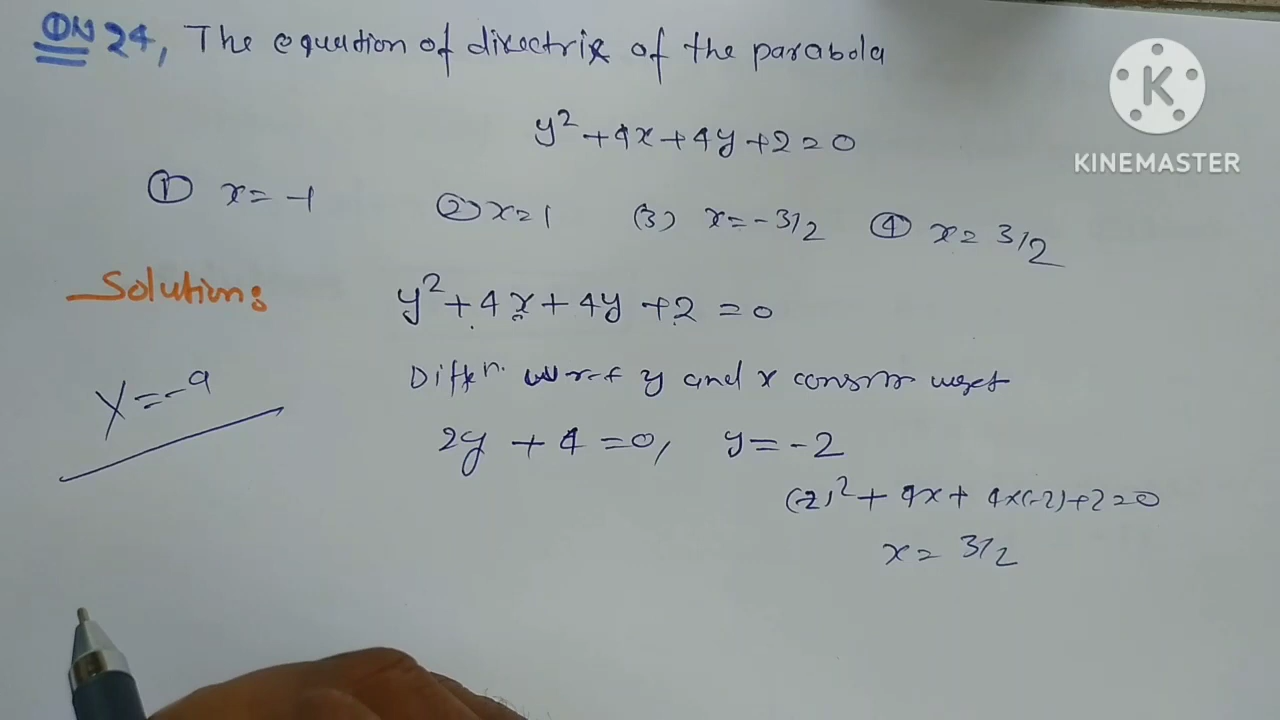 QN 24, The equation of directrix of the parabola
y² + 4x + 4y + 2 = 0
① x = -1 ② x = 1 (3) x = -3/2 ④ x = 3/2
Solution: y² + 4x + 4y + 2 = 0
Diffn. w.r.t y and x
Y = -a
2y + 4 = 0, y = -2
(-2)² + 4x + 4x(-2) + 2 = 0
x = 3/2
K
KINEMASTER